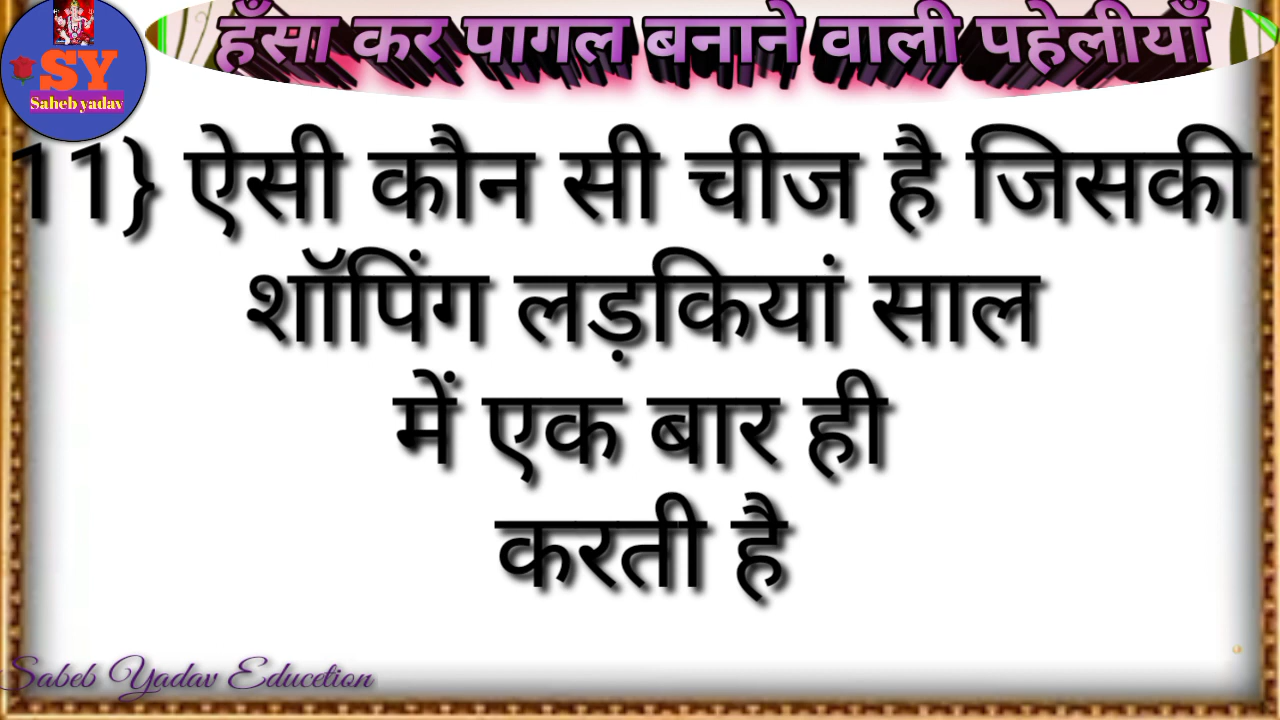 हँसा कर पागल बनाने वाली पहेलीयाँ
SY
Saheb yadav
11} ऐसी कौन सी चीज है जिसकी
शॉपिंग लड़कियां साल
में एक बार ही
करती है
Sabeb Yadav Educetion